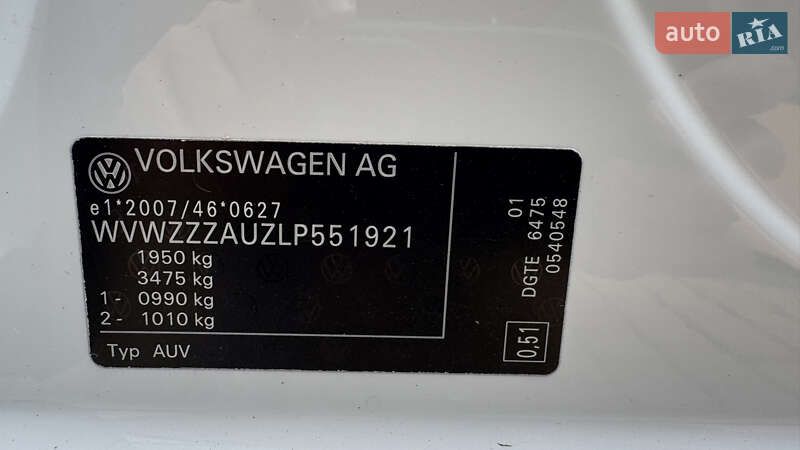 auto RIA .com
VOLKSWAGEN AG
e1*2007/46*0627
WVWZZZAUZLP551921
1950 kg
3475 kg
1 - 0990 kg
2 - 1010 kg
Typ AUV
01
DGTE 6475
0540548
0,51